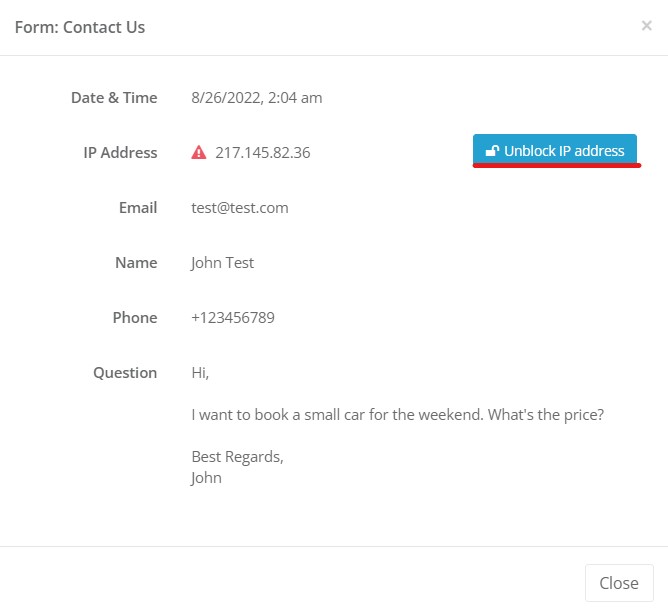 Form: Contact Us ×
Date & Time 8/26/2022, 2:04 am
IP Address 217.145.82.36 Unblock IP address
Email test@test.com
Name John Test
Phone +123456789
Question Hi,
I want to book a small car for the weekend. What's the price?
Best Regards,
John
Close